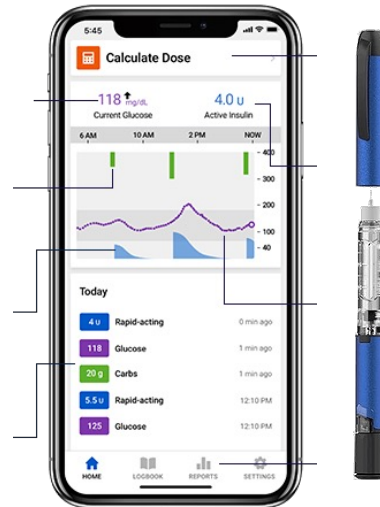 5:45
Calculate Dose
118 mg/dL 4.0 u
Current Glucose Active Insulin
6 AM 10 AM 2 PM NOW
400
300
200
100
40
Today
4 u Rapid-acting 0 min ago
118 Glucose 1 min ago
20 g Carbs 1 min ago
5.5 u Rapid-acting 12:10 PM
125 Glucose 12:10 PM
HOME LOGBOOK REPORTS SETTINGS